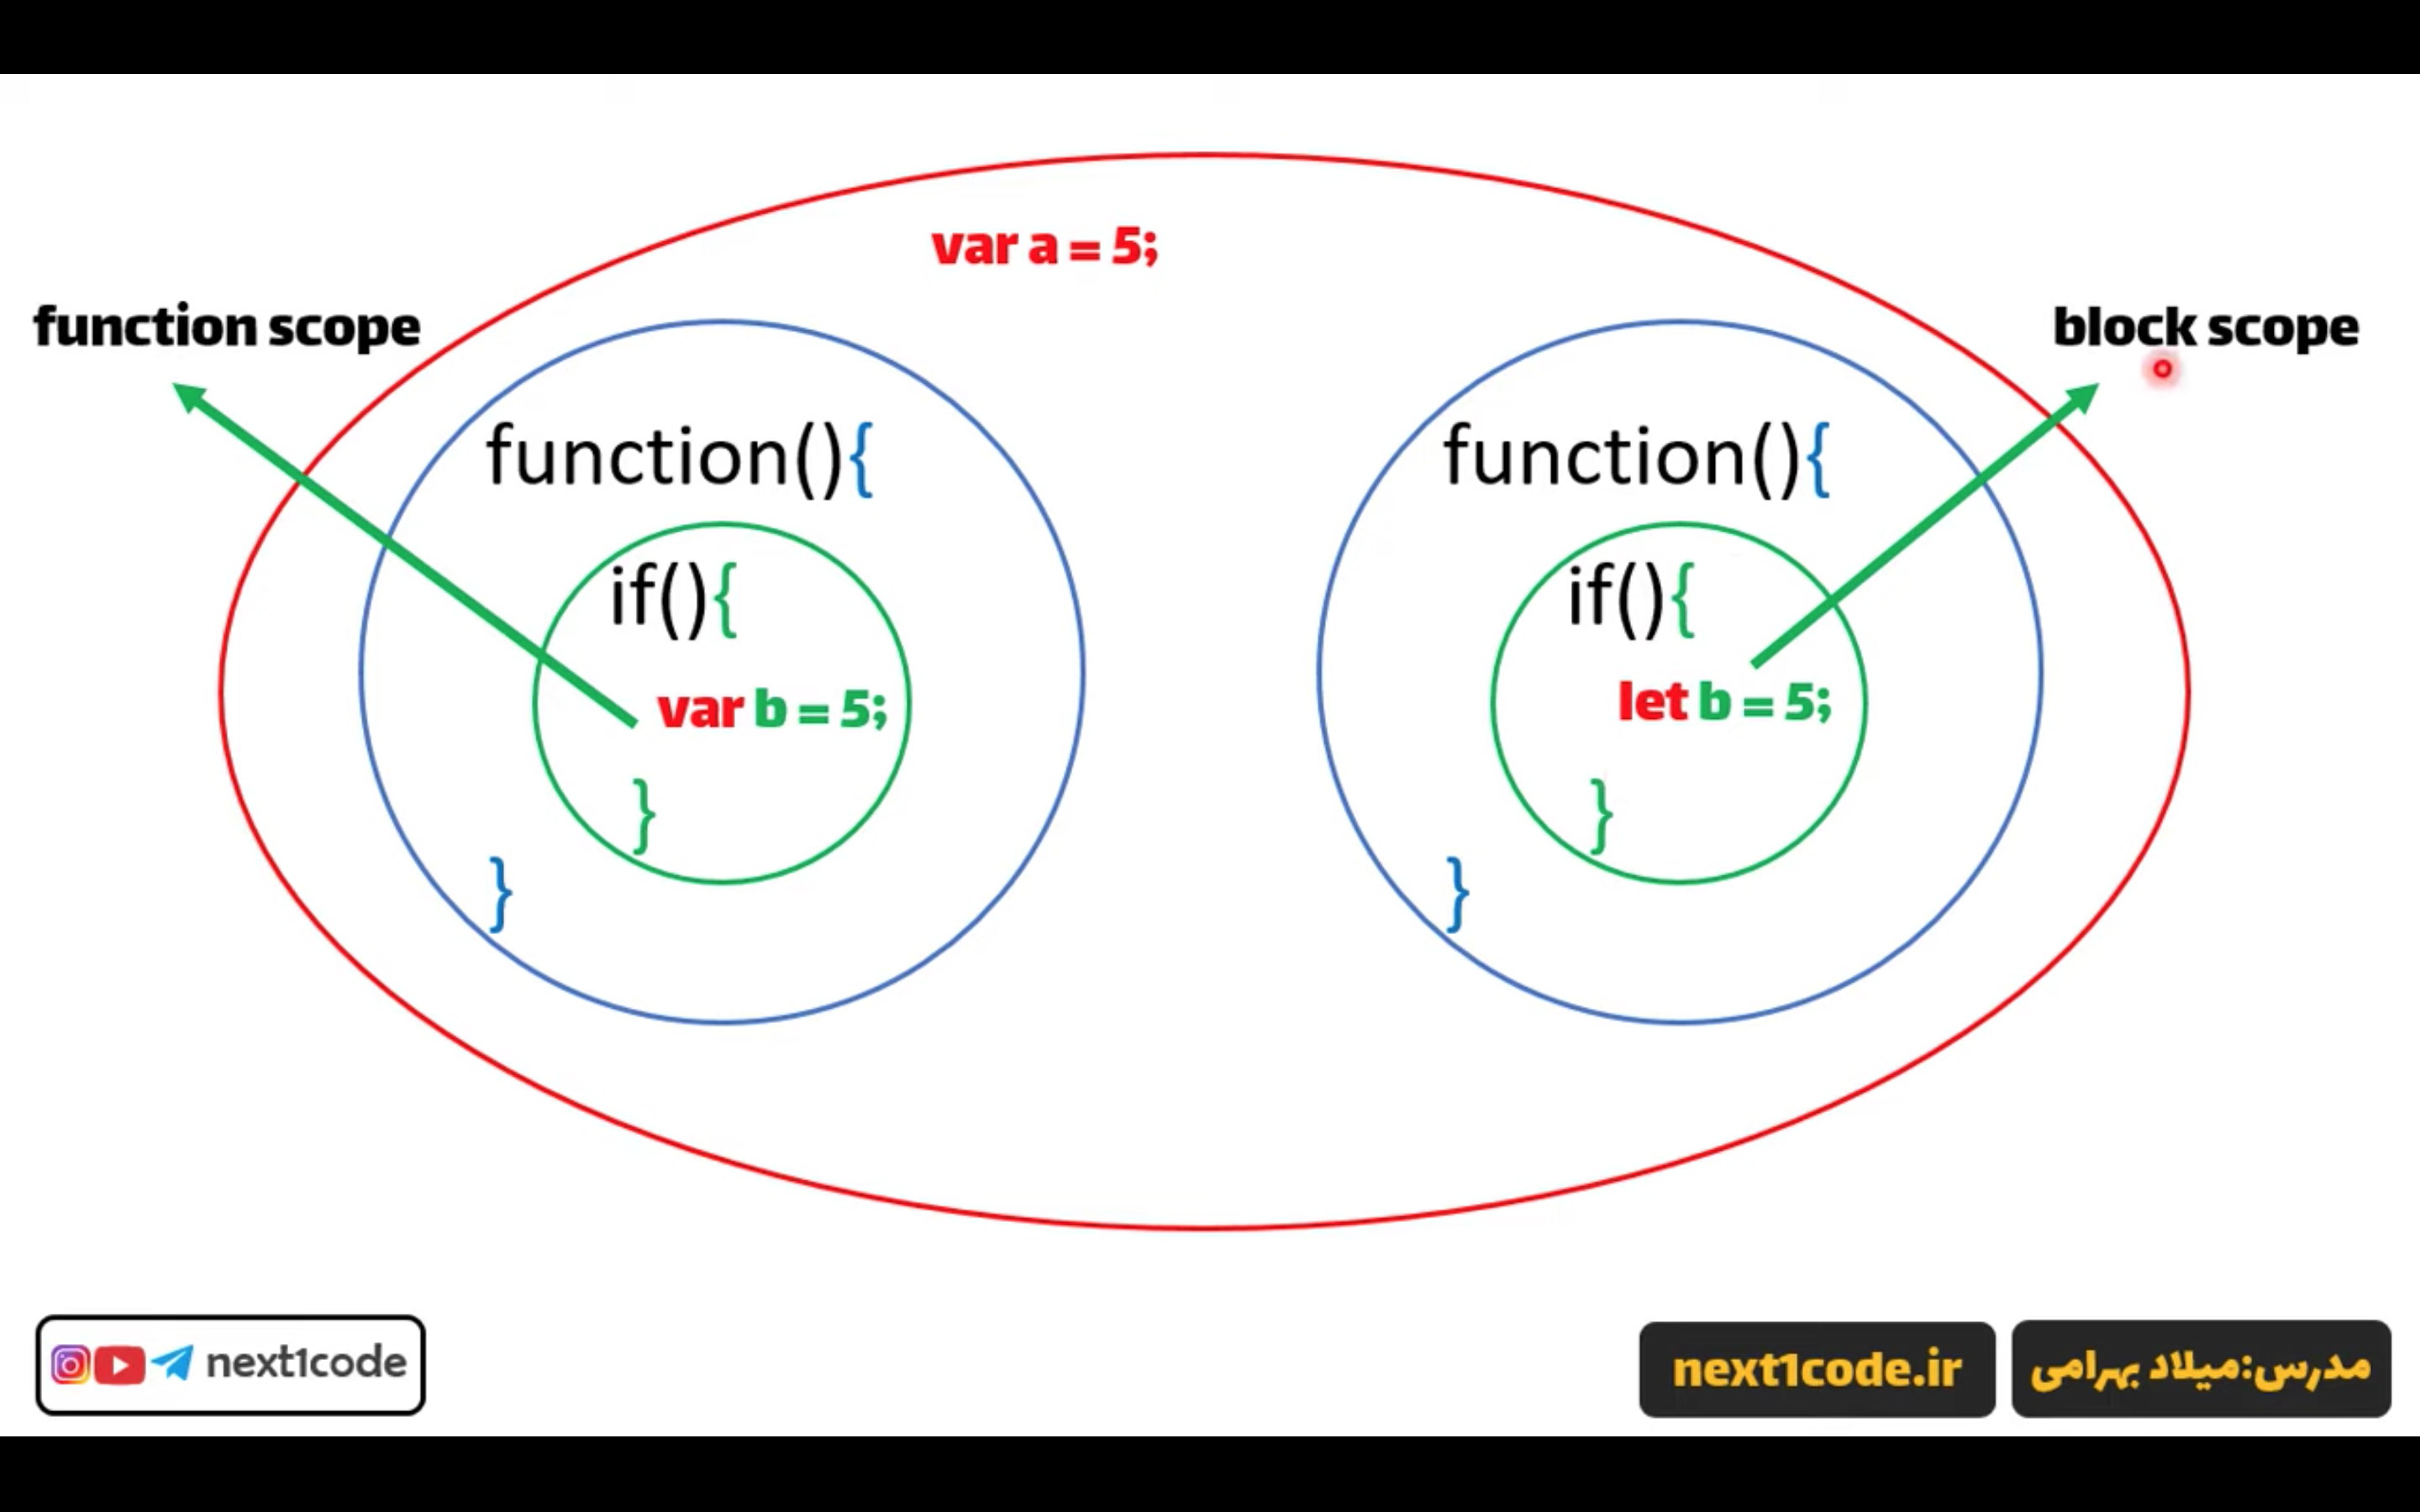 var a = 5;
function scope
block scope
function(){
if(){
var b = 5;
}
}
function(){
if(){
let b = 5;
}
}
next1code
next1code.ir
مدرس:میلاد بهرامی